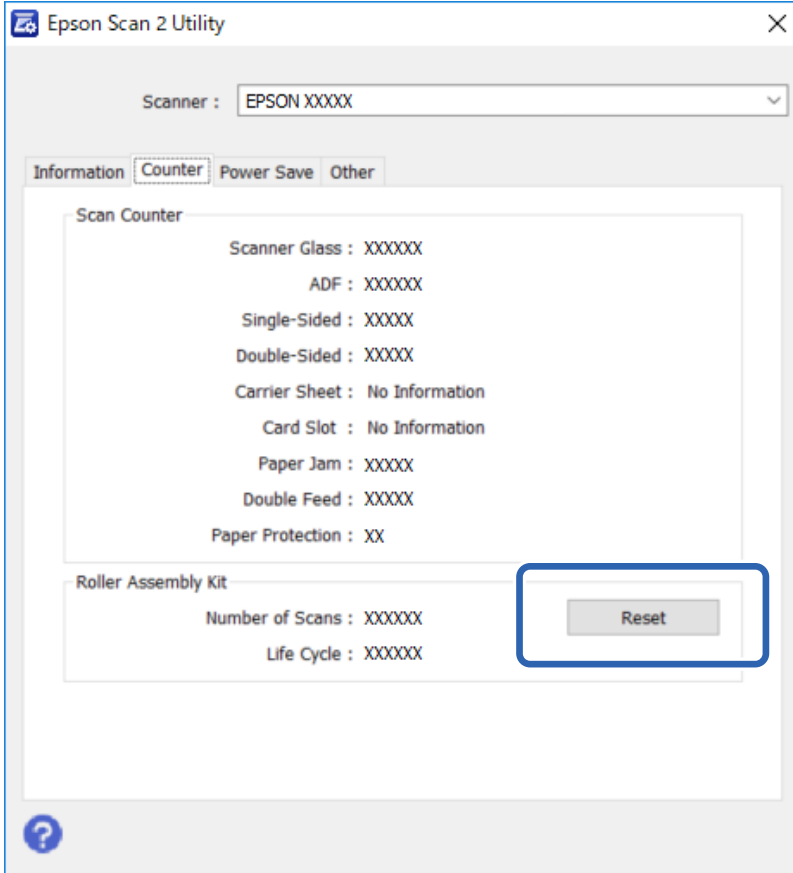 Epson Scan 2 Utility
Scanner : EPSON XXXXX
Information Counter Power Save Other
Scan Counter
Scanner Glass : XXXXXX
ADF : XXXXXX
Single-Sided : XXXXX
Double-Sided : XXXXX
Carrier Sheet : No Information
Card Slot : No Information
Paper Jam : XXXXX
Double Feed : XXXXX
Paper Protection : XX
Roller Assembly Kit
Number of Scans : XXXXXX Reset
Life Cycle : XXXXXX
?